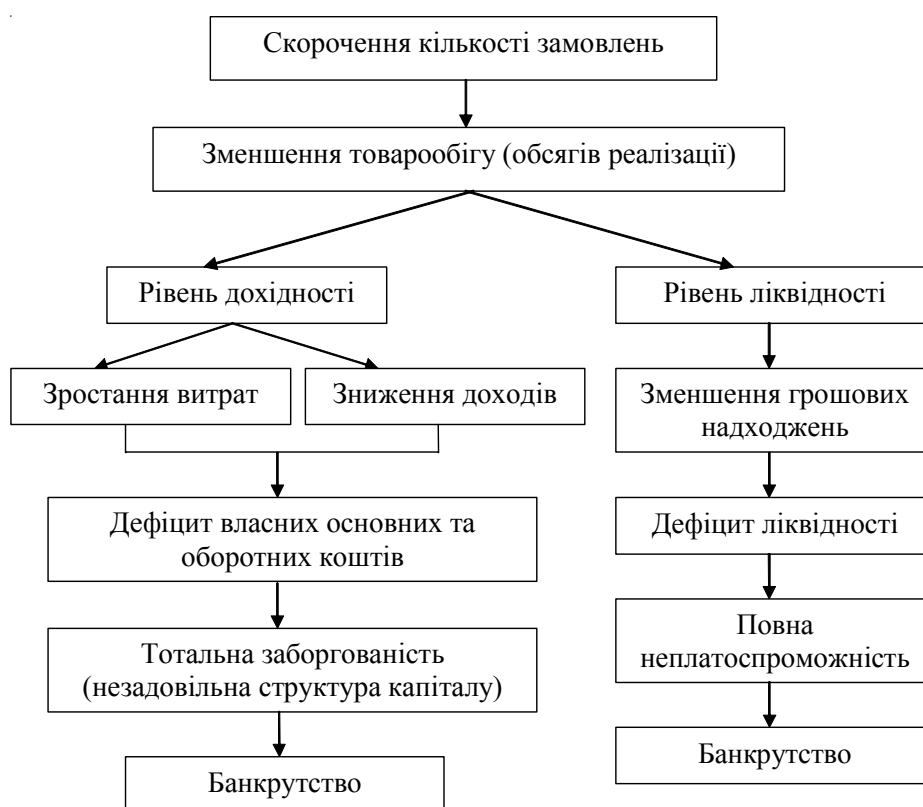 Скорочення кількості замовлень
Зменшення товарообігу (обсягів реалізації)
Рівень дохідності
Рівень ліквідності
Зростання витрат
Зниження доходів
Зменшення грошових
надходжень
Дефіцит власних основних та
оборотних коштів
Дефіцит ліквідності
Тотальна заборгованість
(незадовільна структура капіталу)
Повна
неплатоспроможність
Банкрутство
Банкрутство